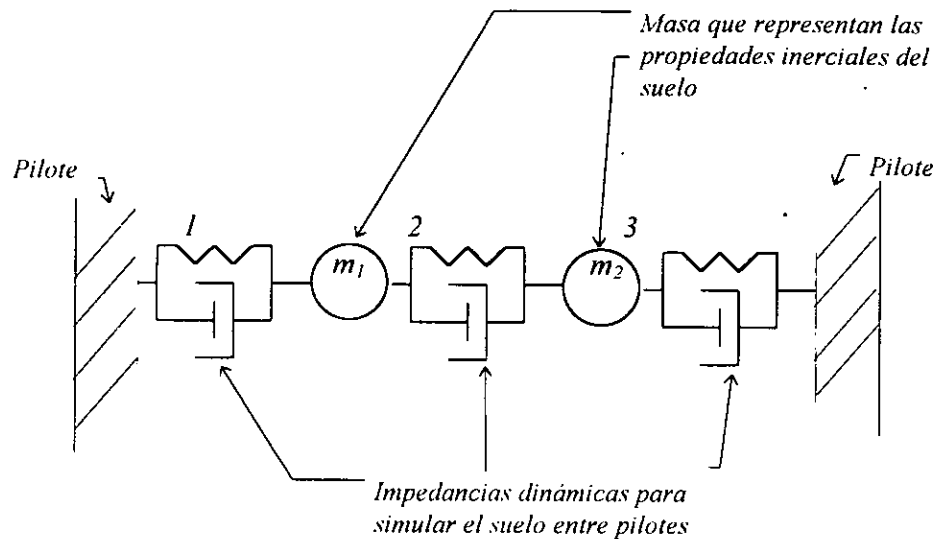 Masa que representan las
propiedades inerciales del
suelo
Pilote
Pilote
1
2
3
m1
m2
Impedancias dinámicas para
simular el suelo entre pilotes